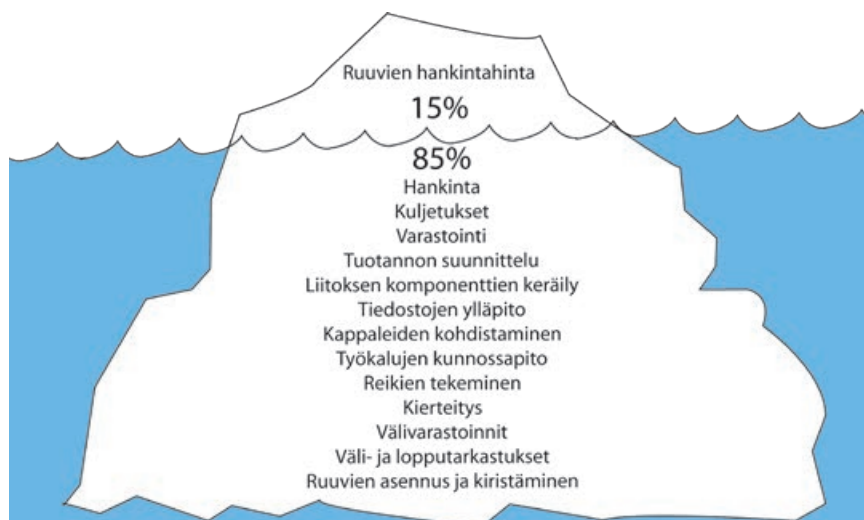 Ruuvien hankintahinta
15%
85%
Hankinta
Kuljetukset
Varastointi
Tuotannon suunnittelu
Liitoksen komponenttien keräily
Tiedostojen ylläpito
Kappaleiden kohdistaminen
Työkalujen kunnossapito
Reikien tekeminen
Kierteitys
Välivarastoinnit
Väli- ja lopputarkastukset
Ruuvien asennus ja kiristäminen